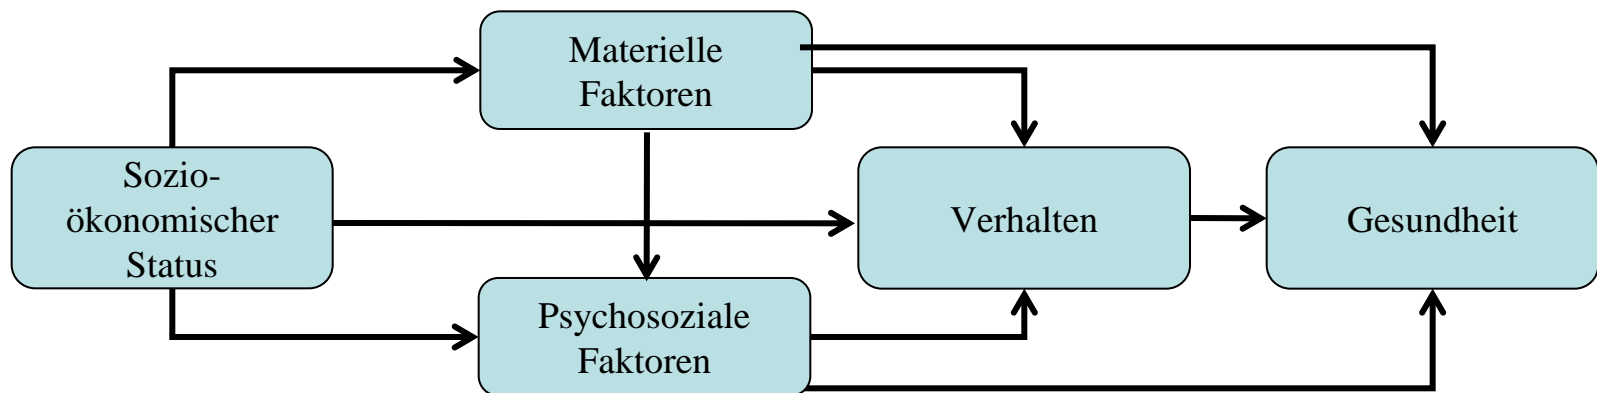 Materielle
Faktoren
Sozio-
ökonomischer
Status
Verhalten
Gesundheit
Psychosoziale
Faktoren